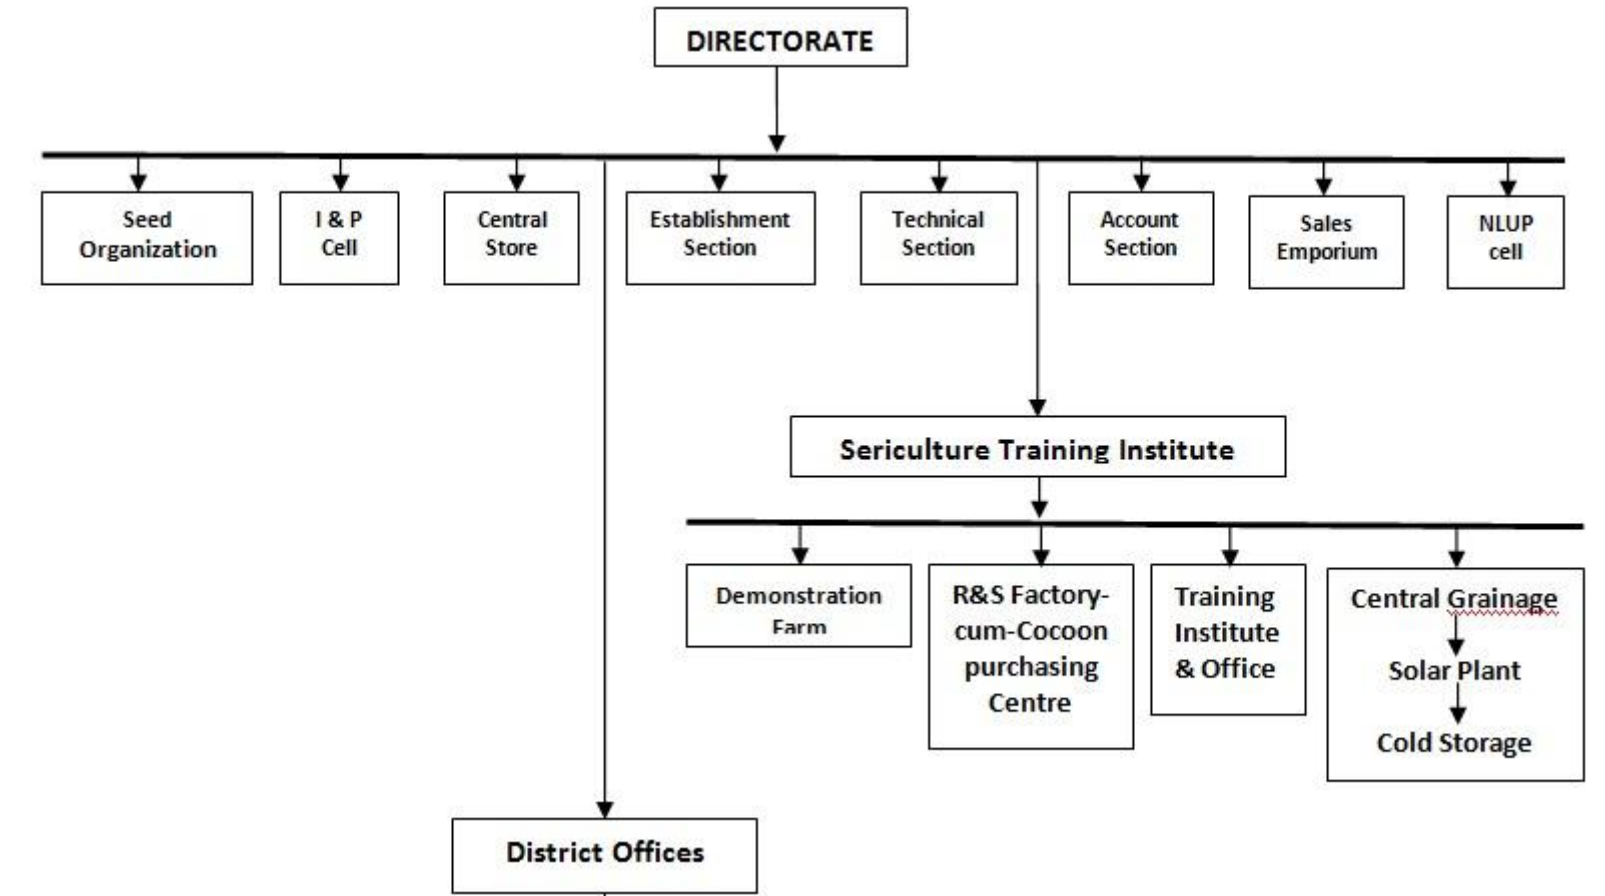 DIRECTORATE
Seed
Organization
I & P
Cell
Central
Store
Establishment
Section
Technical
Section
Account
Section
Sales
Emporium
NLUP
cell
Sericulture Training Institute
Demonstration
Farm
R&S Factory-
cum-Cocoon
purchasing
Centre
Training
Institute
& Office
Central Grainage
Solar Plant
Cold Storage
District Offices